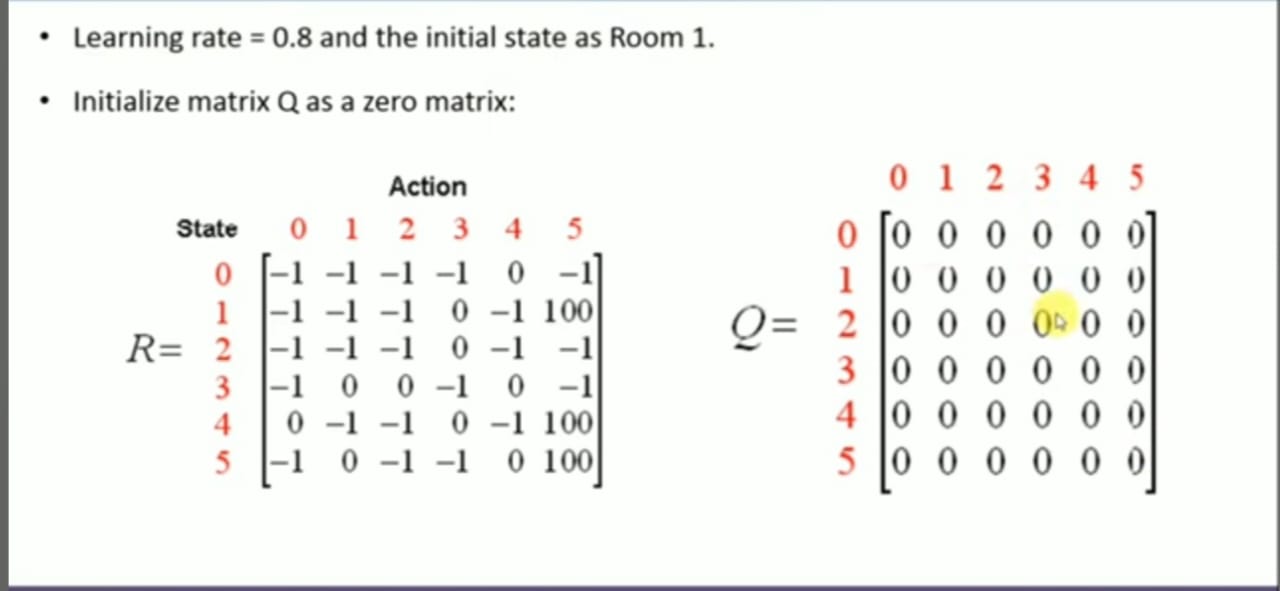 • Learning rate = 0.8 and the initial state as Room 1.
• Initialize matrix Q as a zero matrix:
Action
State 0 1 2 3 4 5
0 −1 −1 −1 −1 0 −1
1 −1 −1 −1 0 −1 100
R= 2 −1 −1 −1 0 −1 −1
3 −1 0 0 −1 0 −1
4 0 −1 −1 0 −1 100
5 −1 0 −1 −1 0 100
0 1 2 3 4 5
0 0 0 0 0 0 0
1 0 0 0 0 0 0
Q= 2 0 0 0 0 0 0
3 0 0 0 0 0 0
4 0 0 0 0 0 0
5 0 0 0 0 0 0